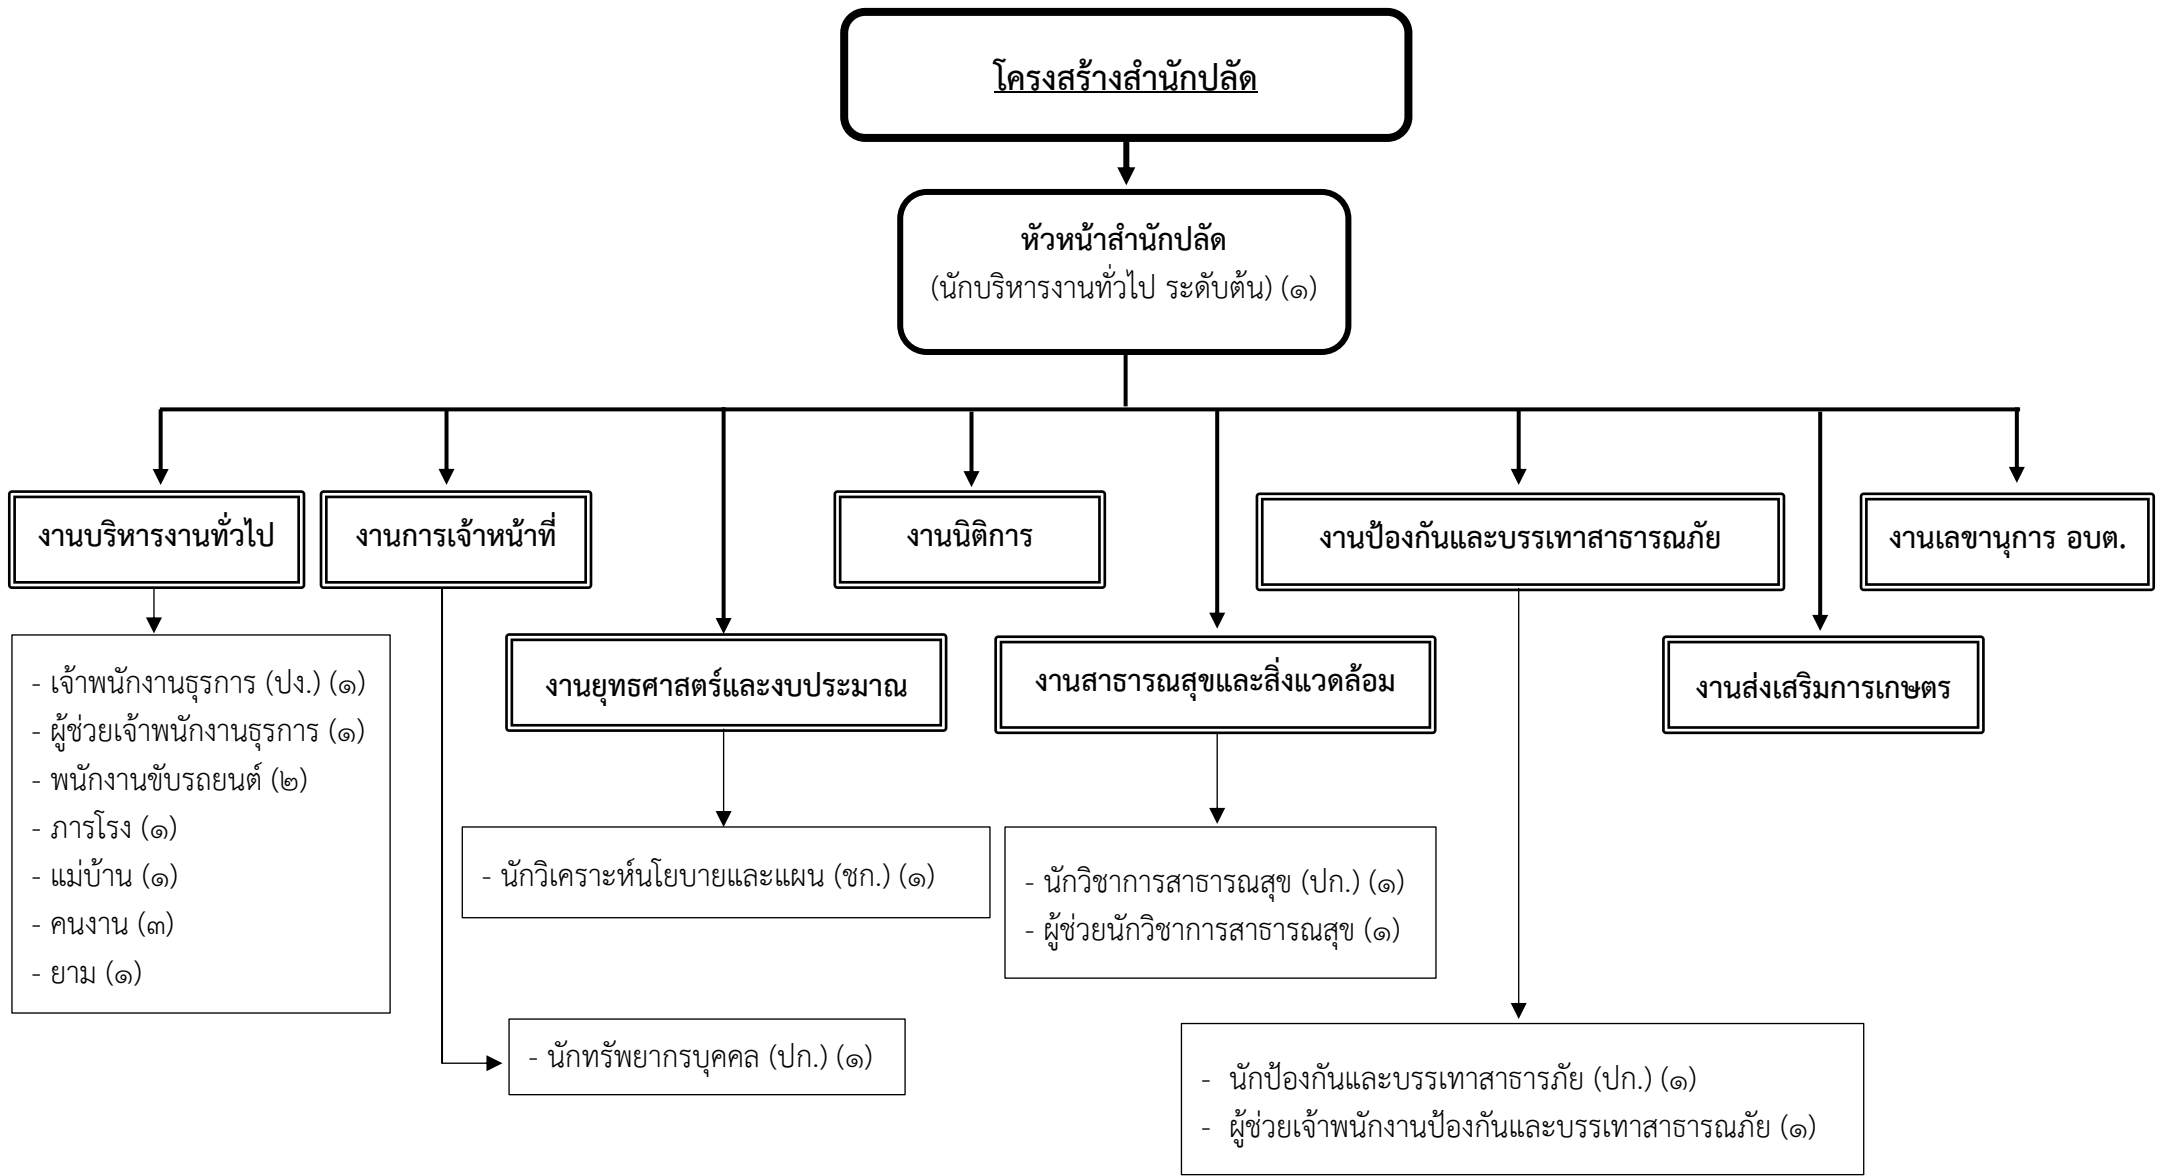 โครงสร้างสำนักปลัด
หัวหน้าสำนักปลัด
(นักบริหารงานทั่วไป ระดับต้น) (๑)
งานบริหารงานทั่วไป
งานการเจ้าหน้าที่
งานนิติการ
งานป้องกันและบรรเทาสาธารณภัย
งานเลขานุการ อบต.
งานยุทธศาสตร์และงบประมาณ
งานสาธารณสุขและสิ่งแวดล้อม
งานส่งเสริมการเกษตร
- เจ้าพนักงานธุรการ (ปง.) (๑)
- ผู้ช่วยเจ้าพนักงานธุรการ (๑)
- พนักงานขับรถยนต์ (๒)
- ภารโรง (๑)
- แม่บ้าน (๑)
- คนงาน (๓)
- ยาม (๑)
- นักวิเคราะห์นโยบายและแผน (ชก.) (๑)
- นักวิชาการสาธารณสุข (ปก.) (๑)
- ผู้ช่วยนักวิชาการสาธารณสุข (๑)
- นักทรัพยากรบุคคล (ปก.) (๑)
- นักป้องกันและบรรเทาสาธารภัย (ปก.) (๑)
- ผู้ช่วยเจ้าพนักงานป้องกันและบรรเทาสาธารณภัย (๑)